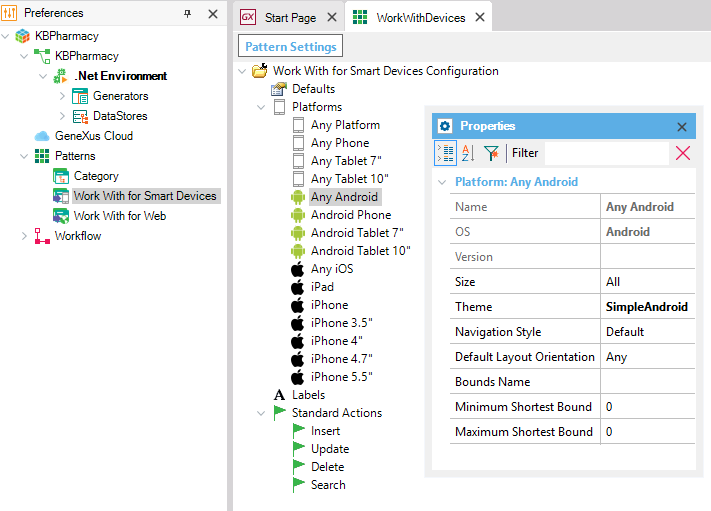 Preferences
KBPharmacy
KBPharmacy
.Net Environment
Generators
DataStores
GeneXus Cloud
Patterns
Category
Work With for Smart Devices
Work With for Web
Workflow
GX Start Page
WorkWithDevices
Pattern Settings
Work With for Smart Devices Configuration
Defaults
Platforms
Any Platform
Any Phone
Any Tablet 7"
Any Tablet 10"
Any Android
Android Phone
Android Tablet 7"
Android Tablet 10"
Any iOS
iPad
iPhone
iPhone 3.5"
iPhone 4"
iPhone 4.7"
iPhone 5.5"
A Labels
Standard Actions
Insert
Update
Delete
Search
Properties
A Z Filter
Platform: Any Android
Name Any Android
OS Android
Version
Size All
Theme SimpleAndroid
Navigation Style Default
Default Layout Orientation Any
Bounds Name
Minimum Shortest Bound 0
Maximum Shortest Bound 0